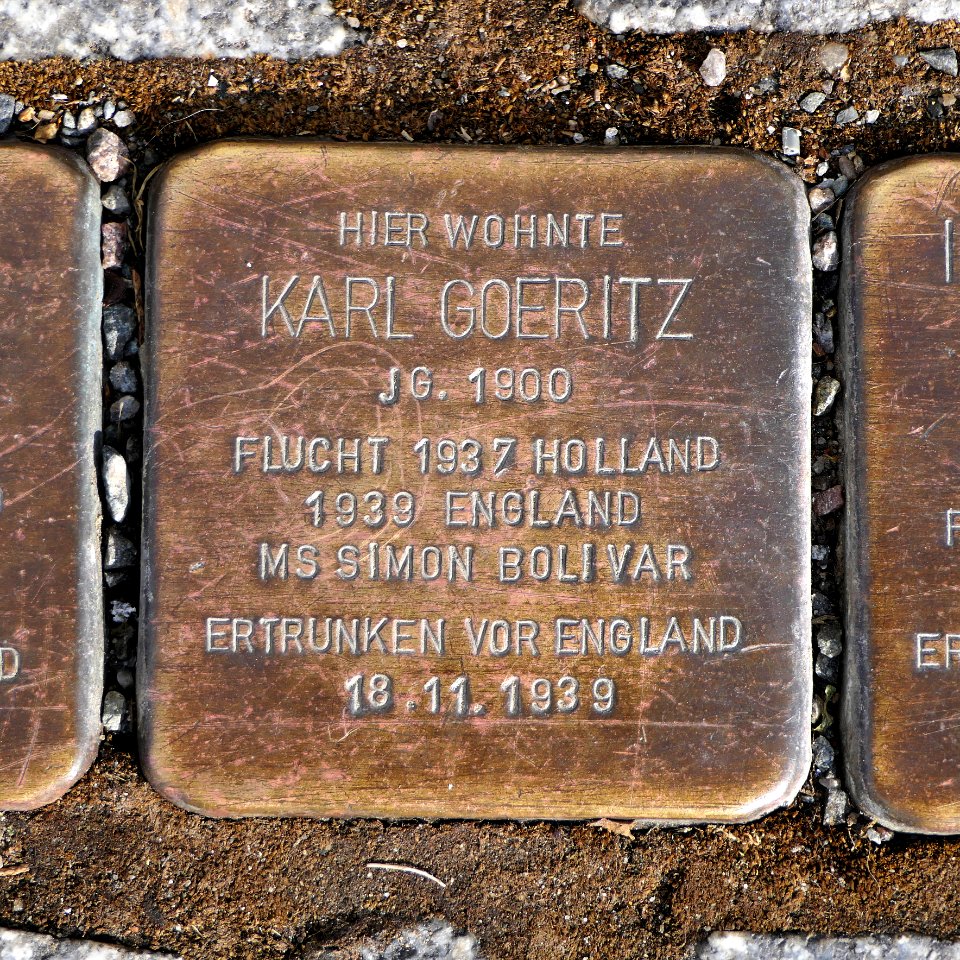 HIER WOHNTE
KARL GOERITZ
JG. 1900
FLUCHT 1937 HOLLAND
1939 ENGLAND
MS SIMON BOLIVAR
ERTRUNKEN VOR ENGLAND
18.11.1939
D
I
F
ER